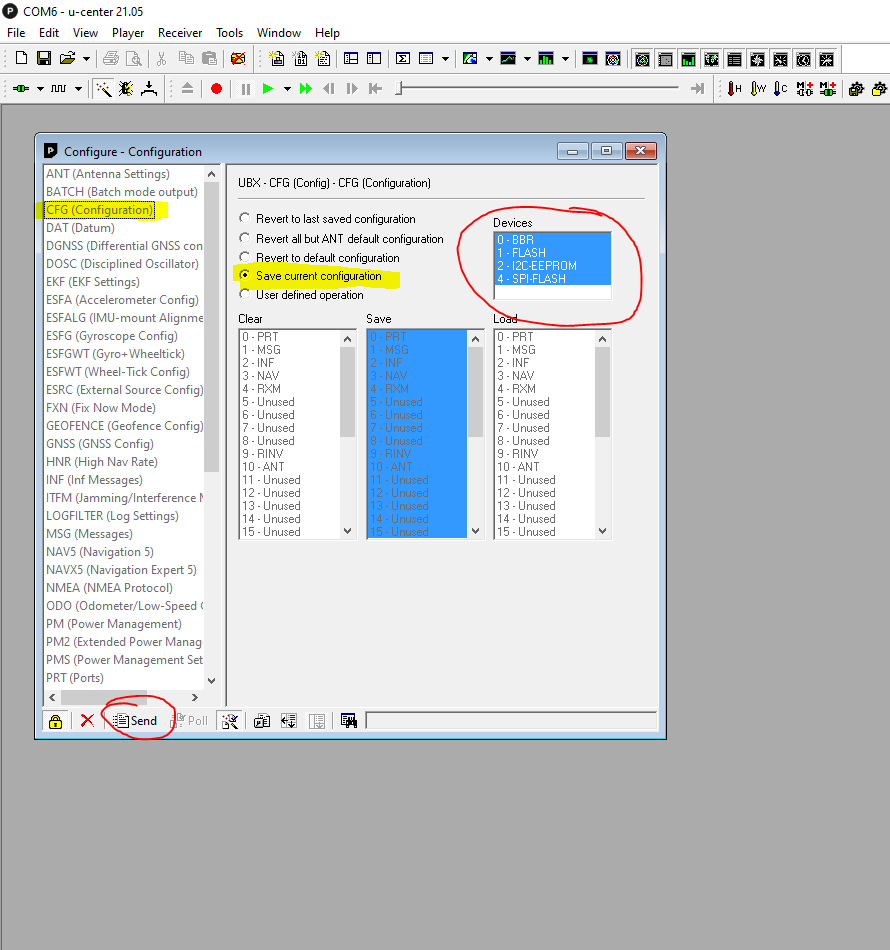 COM6 - u-center 21.05
File Edit View Player Receiver Tools Window Help
Configure - Configuration
ANT (Antenna Settings)
BATCH (Batch mode output)
CFG (Configuration)
DAT (Datum)
DGNSS (Differential GNSS con
DOSC (Disciplined Oscillator)
EKF (EKF Settings)
ESFA (Accelerometer Config)
ESFALG (IMU-mount Alignme
ESFG (Gyroscope Config)
ESFGWT (Gyro+Wheeltick)
ESFWT (Wheel-Tick Config)
ESRC (External Source Config)
FXN (Fix Now Mode)
GEOFENCE (Geofence Config)
GNSS (GNSS Config)
HNR (High Nav Rate)
INF (Inf Messages)
ITFM (Jamming/Interference M
LOGFILTER (Log Settings)
MSG (Messages)
NAV5 (Navigation 5)
NAVX5 (Navigation Expert 5)
NMEA (NMEA Protocol)
ODO (Odometer/Low-Speed C
PM (Power Management)
PM2 (Extended Power Manag
PMS (Power Management Set
PRT (Ports)
UBX - CFG (Config) - CFG (Configuration)
Revert to last saved configuration
Revert all but ANT default configuration
Revert to default configuration
Save current configuration
User defined operation
Devices
0 - BBR
1 - FLASH
2 - I2C-EEPROM
4 - SPI-FLASH
Clear
0 - PRT
1 - MSG
2 - INF
3 - NAV
4 - RXM
5 - Unused
6 - Unused
7 - Unused
8 - Unused
9 - RINV
10 - ANT
11 - Unused
12 - Unused
13 - Unused
14 - Unused
15 - Unused
Save
0 - PRT
1 - MSG
2 - INF
3 - NAV
4 - RXM
5 - Unused
6 - Unused
7 - Unused
8 - Unused
9 - RINV
10 - ANT
11 - Unused
12 - Unused
13 - Unused
14 - Unused
15 - Unused
Load
0 - PRT
1 - MSG
2 - INF
3 - NAV
4 - RXM
5 - Unused
6 - Unused
7 - Unused
8 - Unused
9 - RINV
10 - ANT
11 - Unused
12 - Unused
13 - Unused
14 - Unused
15 - Unused
Send Poll